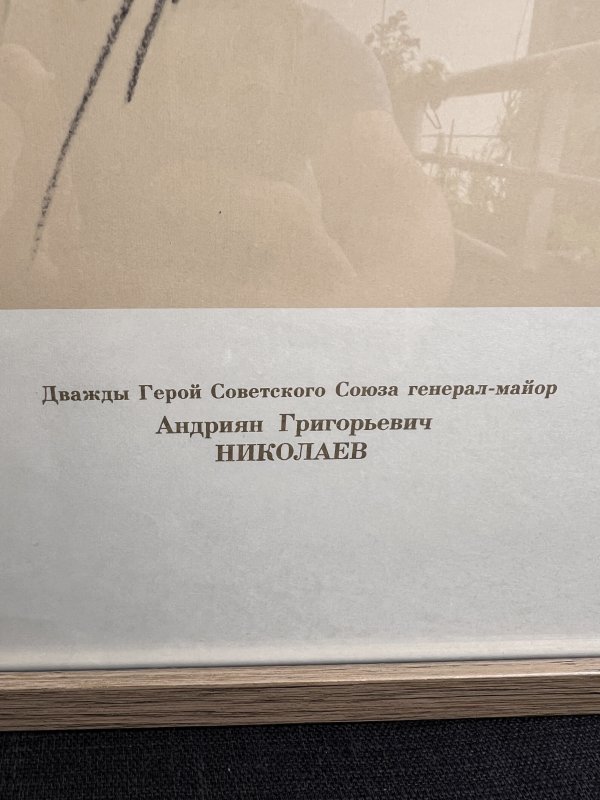 Дважды Герой Советского Союза генерал-майор
Андриян Григорьевич
НИКОЛАЕВ